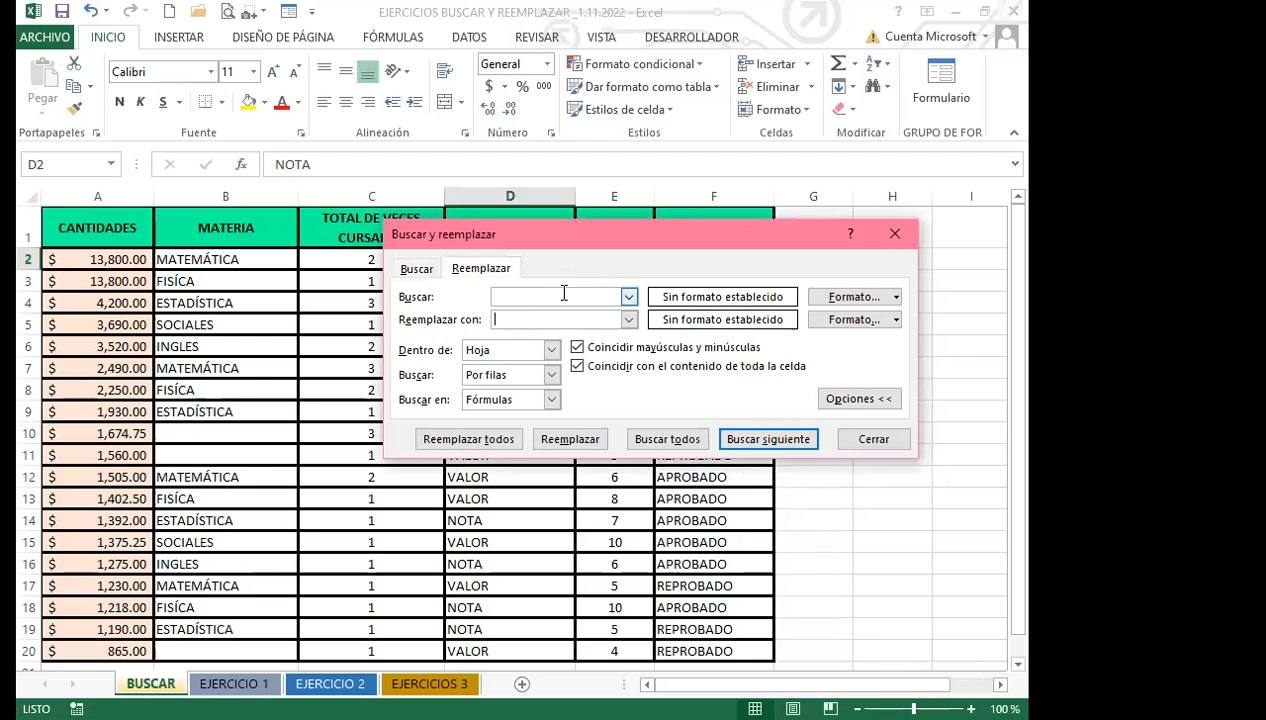 EJERCICIOS BUSCAR Y REEMPLAZAR_1.11.2022_ - Excel
ARCHIVO INICIO INSERTAR DISEÑO DE PÁGINA FÓRMULAS DATOS REVISAR VISTA DESARROLLADOR Cuenta Microsoft
Pegar
Calibri 11
N K S
General
$ % 000
Formato condicional
Dar formato como tabla
Estilos de celda
Insertar
Eliminar
Formato
Formulario
Portapapeles Fuente Alineación Número Estilos Celdas Modificar GRUPO DE FOR
D2 fx NOTA
A B C D E F G H I
1 CANTIDADES MATERIA TOTAL DE VECES
2 $ 13,800.00 MATEMÁTICA 2
3 $ 13,800.00 FISÍCA 1
4 $ 4,200.00 ESTADÍSTICA 3
5 $ 3,690.00 SOCIALES 1
6 $ 3,520.00 INGLES 2
7 $ 2,490.00 MATEMÁTICA 3
8 $ 2,250.00 FISÍCA 2
9 $ 1,930.00 ESTADÍSTICA 1
10 $ 1,674.75 3
11 $ 1,560.00 1
12 $ 1,505.00 MATEMÁTICA 2 VALOR 6 APROBADO
13 $ 1,402.50 FISÍCA 1 VALOR 8 APROBADO
14 $ 1,392.00 ESTADÍSTICA 1 NOTA 7 APROBADO
15 $ 1,375.25 SOCIALES 1 VALOR 10 APROBADO
16 $ 1,275.00 INGLES 1 NOTA 6 APROBADO
17 $ 1,230.00 MATEMÁTICA 1 VALOR 5 REPROBADO
18 $ 1,218.00 FISÍCA 1 NOTA 10 APROBADO
19 $ 1,190.00 ESTADÍSTICA 1 NOTA 5 REPROBADO
20 $ 865.00 1 VALOR 4 REPROBADO
Buscar y reemplazar ?
Buscar Reemplazar
Buscar: Sin formato establecido Formato...
Reemplazar con: Sin formato establecido Formato...
Dentro de: Hoja Coincidir mayúsculas y minúsculas
Buscar: Por filas Coincidir con el contenido de toda la celda
Buscar en: Fórmulas Opciones <<
Reemplazar todos Reemplazar Buscar todos Buscar siguiente Cerrar
BUSCAR EJERCICIO 1 EJERCICIO 2 EJERCICIOS 3
LISTO 100 %